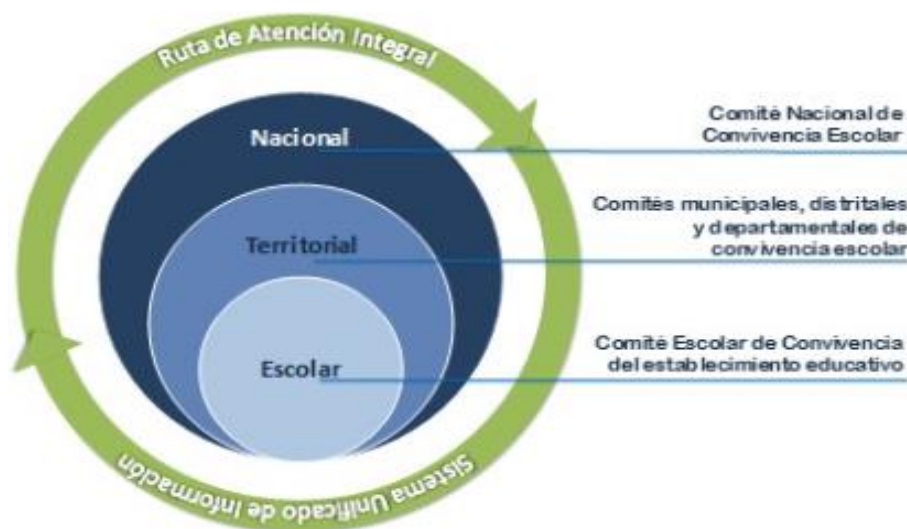 Ruta de Atención Integral
Nacional
Comité Nacional de
Convivencia Escolar
Territorial
Comités municipales, distritales
y departamentales de
convivencia escolar
Escolar
Comité Escolar de Convivencia
del establecimiento educativo
Sistema Unificado de Información